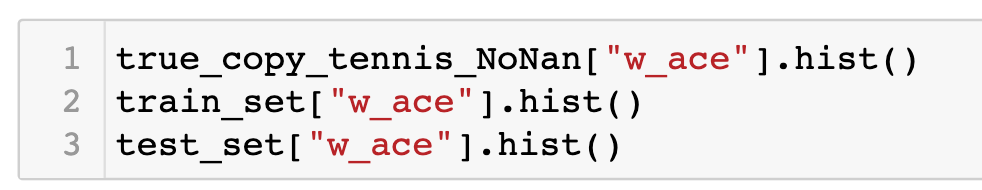 1 true_copy_tennis_NoNan["w_ace"].hist()
2 train_set["w_ace"].hist()
3 test_set["w_ace"].hist()